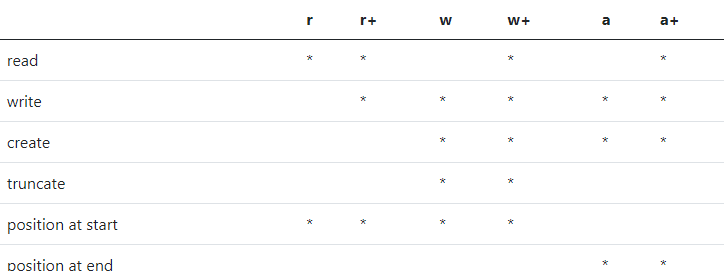 r r+ w w+ a a+
read * * * *
write * * * * *
create * * * *
truncate * *
position at start * * * *
position at end * *